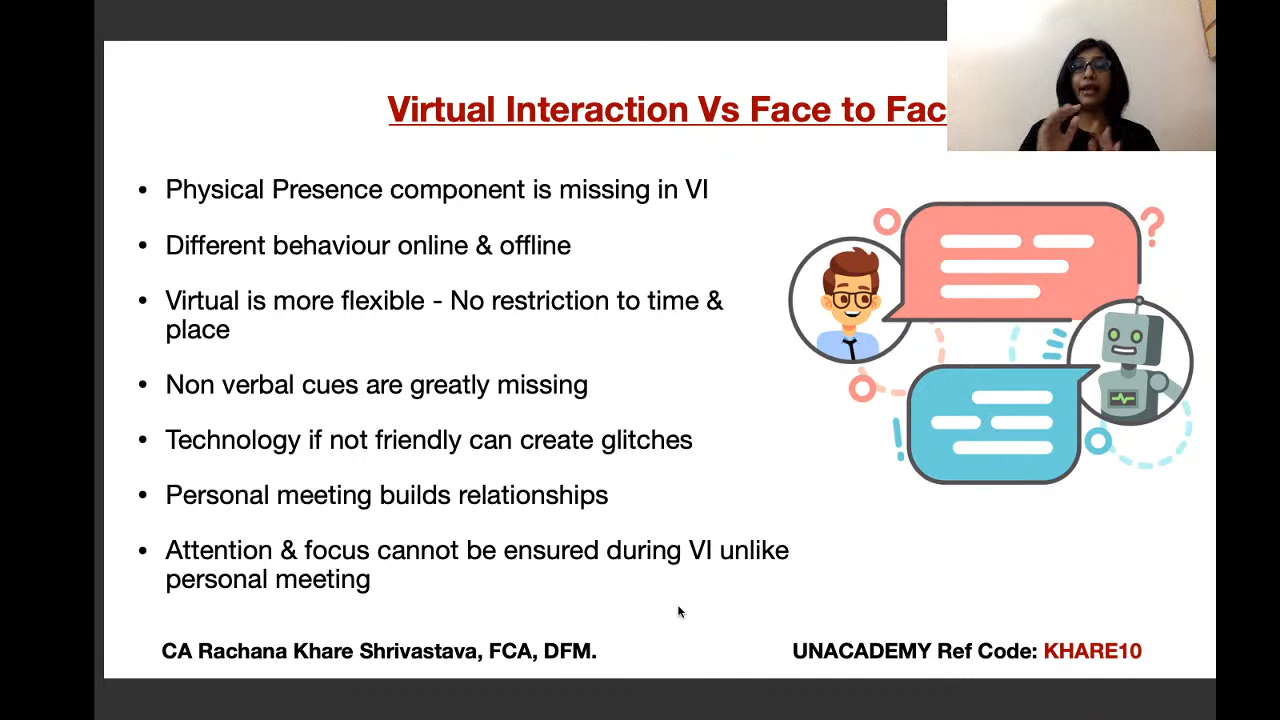 Virtual Interaction Vs Face to Fac
• Physical Presence component is missing in VI
• Different behaviour online & offline
• Virtual is more flexible - No restriction to time &
place
• Non verbal cues are greatly missing
• Technology if not friendly can create glitches
• Personal meeting builds relationships
• Attention & focus cannot be ensured during VI unlike
personal meeting
CA Rachana Khare Shrivastava, FCA, DFM.
UNACADEMY Ref Code: KHARE10